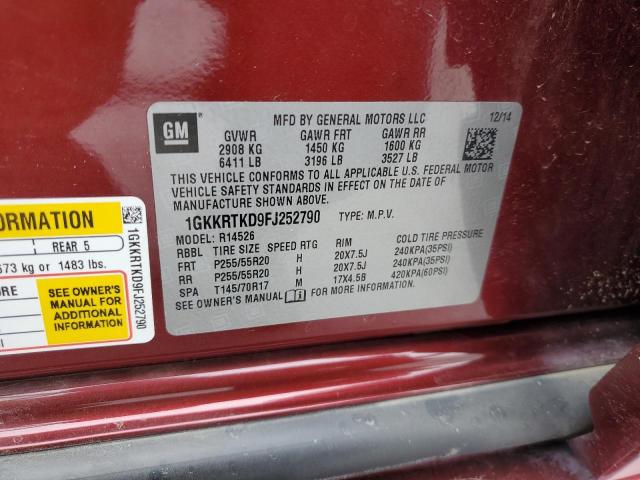 MFD BY GENERAL MOTORS LLC 12/14
GM
GVWR GAWR FRT GAWR RR
2908 KG 1450 KG 1600 KG
6411 LB 3196 LB 3527 LB
THIS VEHICLE CONFORMS TO ALL APPLICABLE U.S. FEDERAL MOTOR
VEHICLE SAFETY STANDARDS IN EFFECT ON THE DATE OF
MANUFACTURE SHOWN ABOVE.
1GKKRTKD9FJ252790 TYPE: M.P.V.
MODEL: R14526
RBBL TIRE SIZE SPEED RTG RIM COLD TIRE PRESSURE
FRT P255/55R20 H 20X7.5J 240KPA(35PSI)
RR P255/55R20 H 20X7.5J 240KPA(35PSI)
SPA T145/70R17 M 17X4.5B 420KPA(60PSI)
SEE OWNER'S MANUAL FOR MORE INFORMATION.
FORMATION
REAR 5
673 kg or 1483 lbs.
URE
SEE OWNER'S
MANUAL FOR
ADDITIONAL
INFORMATION
1GKKRTKD9FJ252790